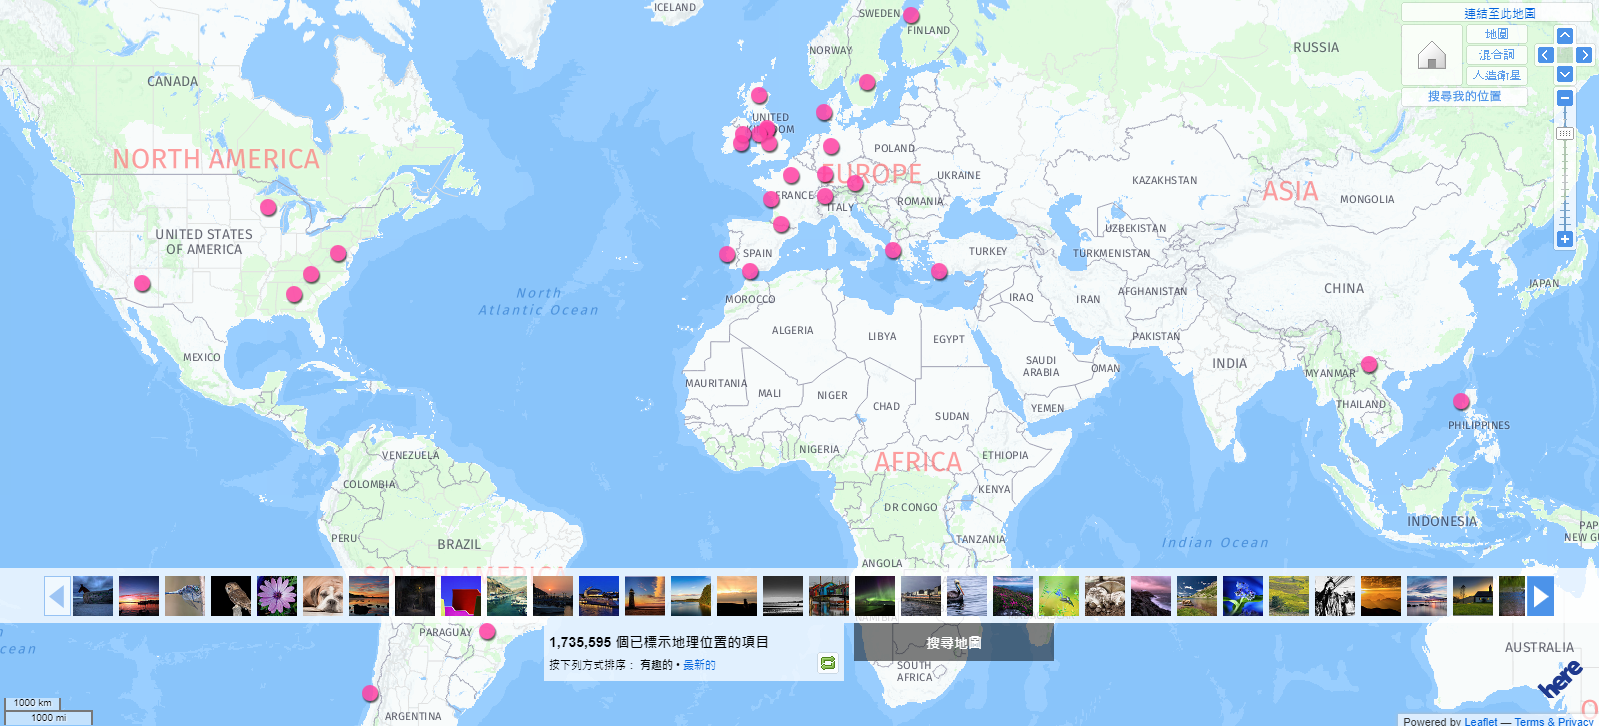 ICELAND
SWEDEN
FINLAND
NORWAY
RUSSIA
CANADA
UNITED
KINGDOM
NORTH AMERICA
POLAND
EUROPE
UKRAINE
KAZAKHSTAN
ASIA
MONGOLIA
FRANCE
ITALY
ROMANIA
UNITED STATES
OF AMERICA
UZBEKISTAN
SPAIN
TURKEY
TURKMENISTAN
JAPAN
North
Atlantic Ocean
MOROCCO
IRAQ
IRAN
AFGHANISTAN
CHINA
ALGERIA
LIBYA
EGYPT
PAKISTAN
MEXICO
SAUDI
ARABIA
OMAN
INDIA
MYANMAR
MAURITANIA
MALI
NIGER
CHAD
SUDAN
YEMEN
THAILAND
PHILIPPINES
VENEZUELA
NIGERIA
AFRICA
ETHIOPIA
COLOMBIA
KENYA
DR CONGO
INDONESIA
PAP
NEW GU
PERU
BRAZIL
TANZANIA
Indian Ocean
ANGOLA
SOUTH AMERICA
NAMIBIA
PARAGUAY
SOUTH
AFRICA
AUSTRALIA
ARGENTINA
cean
連結至此地圖
地圖
混合詞
人造衛星
搜尋我的位置
1,735,595 個已標示地理位置的項目
按下列方式排序： 有趣的 • 最新的
搜尋地圖
1000 km
1000 mi
here
O
Powered by Leaflet — Terms & Privacy